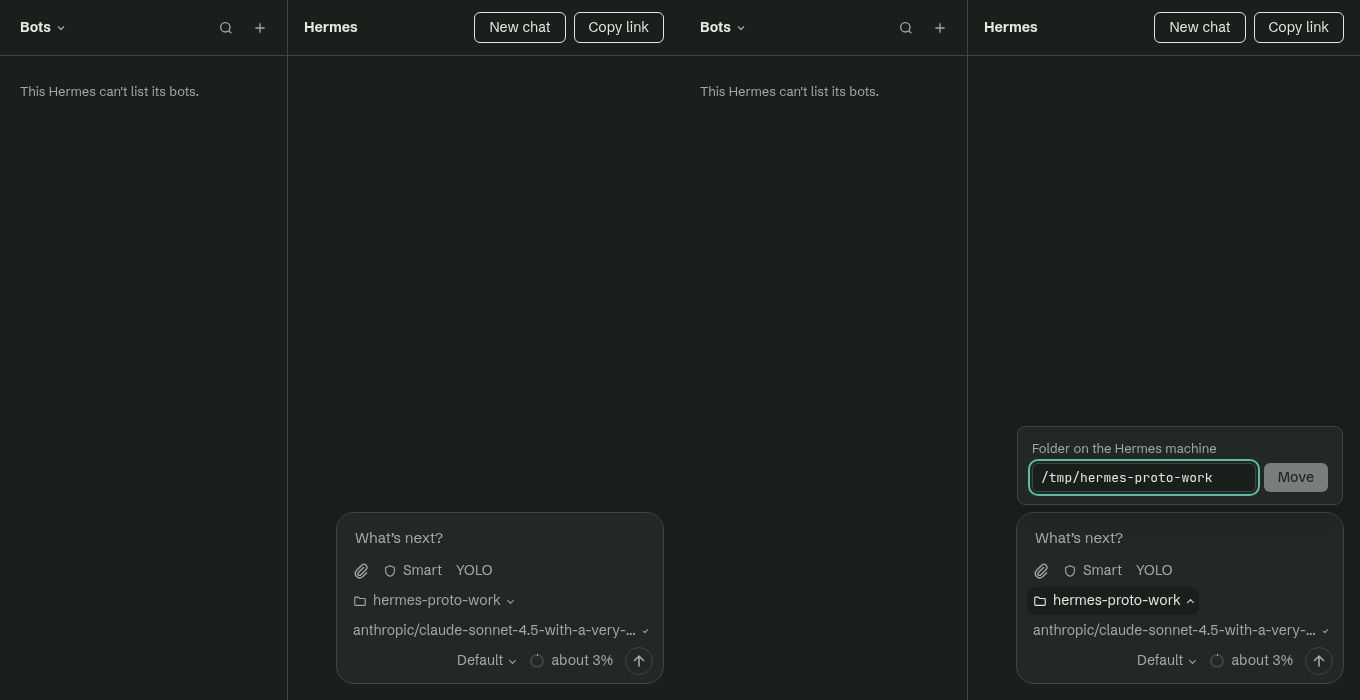 Bots
Hermes
New chat
Copy link
This Hermes can't list its bots.
What's next?
Smart YOLO
hermes-proto-work
anthropic/claude-sonnet-4.5-with-a-very-…
Default about 3%
Bots
Hermes
New chat
Copy link
This Hermes can't list its bots.
Folder on the Hermes machine
/tmp/hermes-proto-work
Move
What's next?
Smart YOLO
hermes-proto-work
anthropic/claude-sonnet-4.5-with-a-very-…
Default about 3%